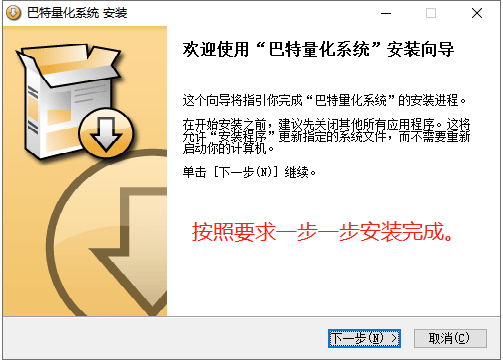 巴特量化系统 安装
欢迎使用“巴特量化系统”安装向导
这个向导将指引你完成“巴特量化系统”的安装进程。
在开始安装之前，建议先关闭其他所有应用程序。这将
允许“安装程序”更新指定的系统文件，而不需要重新
启动你的计算机。
单击 [下一步(N)] 继续。
按照要求一步一步安装完成。
下一步(N) >
取消(C)